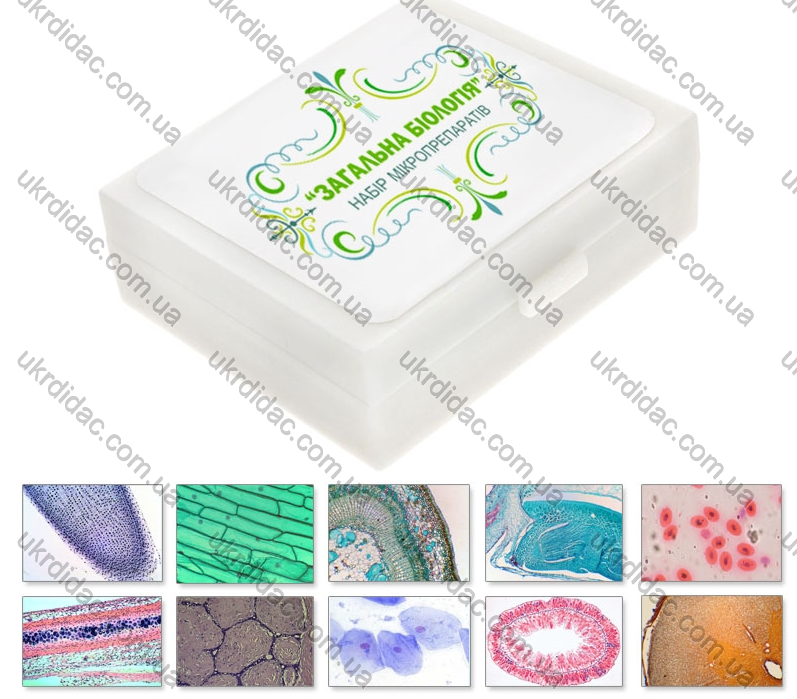 "ЗАГАЛЬНА БІОЛОГІЯ"
НАБІР МІКРОПРЕПАРАТІВ
ukrdidac.com.ua